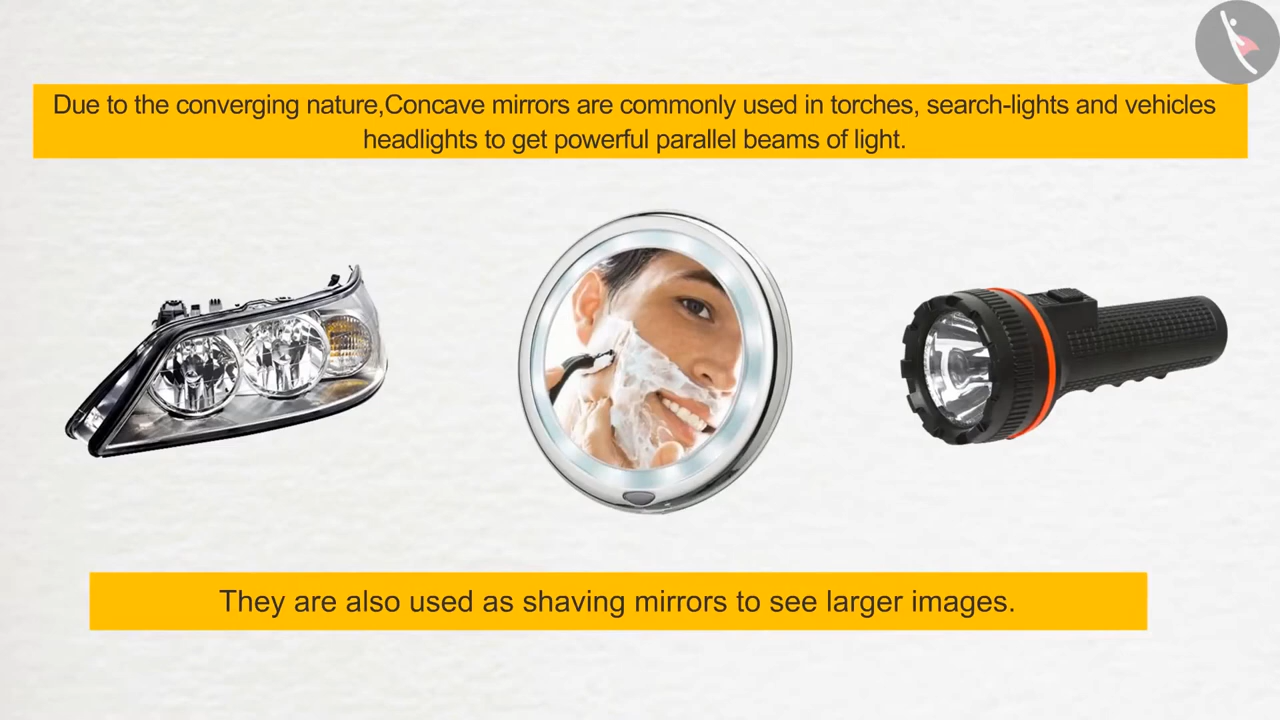 Due to the converging nature,Concave mirrors are commonly used in torches, search-lights and vehicles
headlights to get powerful parallel beams of light.
They are also used as shaving mirrors to see larger images.